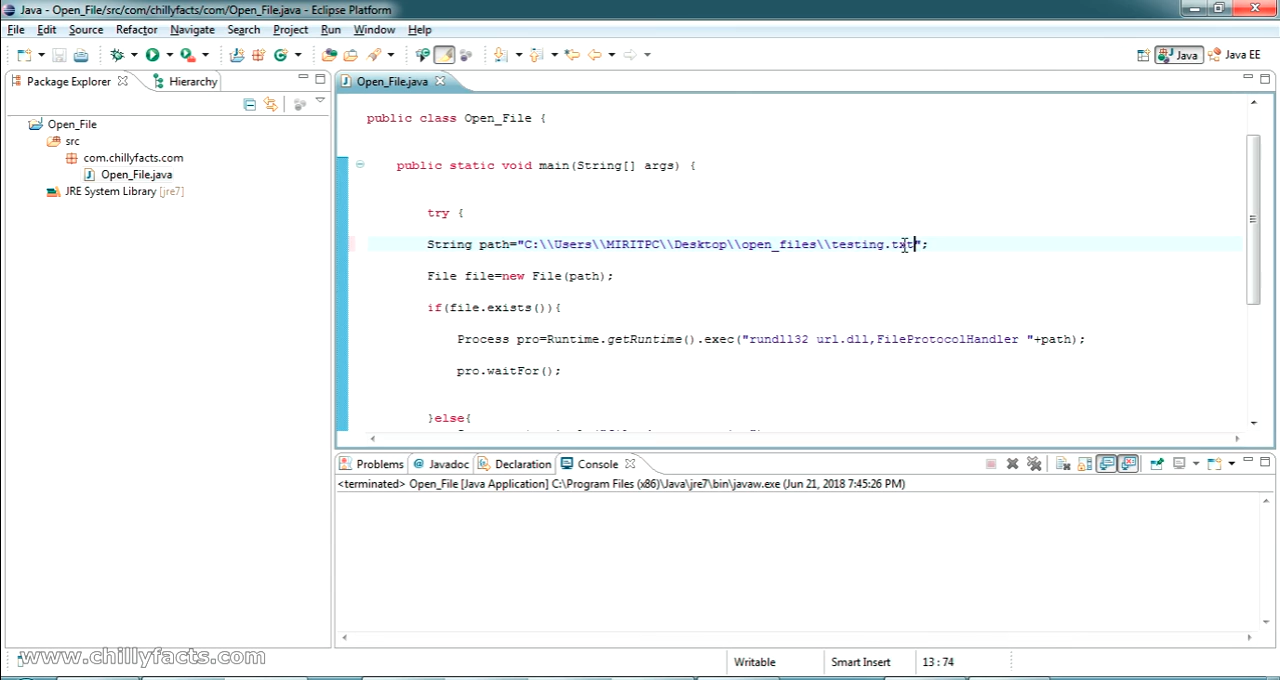 Java - Open_File/src/com/chillyfacts/com/Open_File.java - Eclipse Platform
File Edit Source Refactor Navigate Search Project Run Window Help
Java Java EE
Package Explorer Hierarchy
Open_File.java
Open_File
src
com.chillyfacts.com
Open_File.java
JRE System Library [jre7]
public class Open_File {
public static void main(String[] args) {
try {
String path="C:\\Users\\MIRITPC\\Desktop\\open_files\\testing.txt";
File file=new File(path);
if(file.exists()){
Process pro=Runtime.getRuntime().exec("rundll32 url.dll,FileProtocolHandler "+path);
pro.waitFor();
}else{
Problems Javadoc Declaration Console
<terminated> Open_File [Java Application] C:\Program Files (x86)\Java\jre7\bin\javaw.exe (Jun 21, 2018 7:45:26 PM)
www.chillyfacts.com
Writable Smart Insert 13 : 74